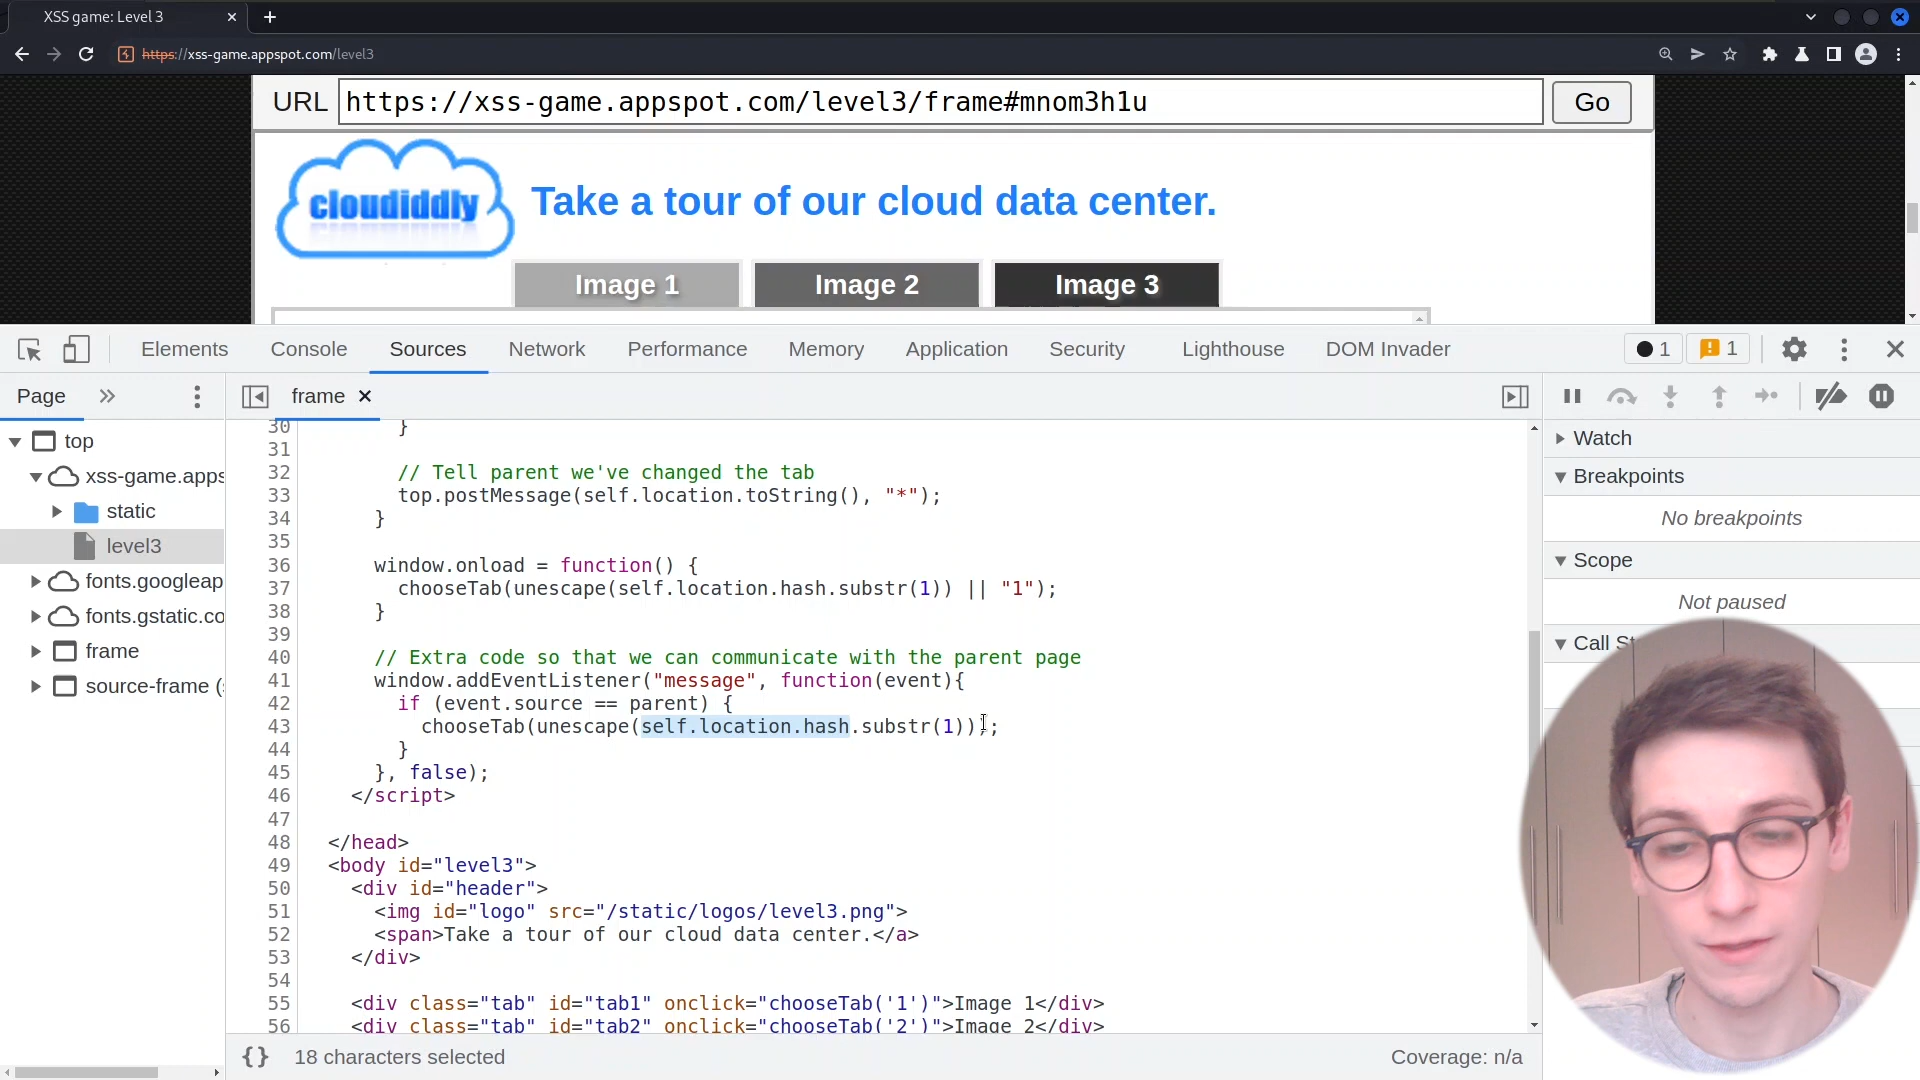 XSS game: Level 3
https://xss-game.appspot.com/level3
URL https://xss-game.appspot.com/level3/frame#mnom3h1u Go
cloudiddly
Take a tour of our cloud data center.
Image 1 Image 2 Image 3
Elements Console Sources Network Performance Memory Application Security Lighthouse DOM Invader 1 1
Page frame
top
xss-game.apps
static
level3
fonts.googleap
fonts.gstatic.co
frame
source-frame (
30 }
31
32 // Tell parent we've changed the tab
33 top.postMessage(self.location.toString(), "*");
34 }
35
36 window.onload = function() {
37 chooseTab(unescape(self.location.hash.substr(1)) || "1");
38 }
39
40 // Extra code so that we can communicate with the parent page
41 window.addEventListener("message", function(event){
42 if (event.source == parent) {
43 chooseTab(unescape(self.location.hash.substr(1)));
44 }
45 }, false);
46 </script>
47
48 </head>
49 <body id="level3">
50 <div id="header">
51 <img id="logo" src="/static/logos/level3.png">
52 <span>Take a tour of our cloud data center.</a>
53 </div>
54
55 <div class="tab" id="tab1" onclick="chooseTab('1')">Image 1</div>
56 <div class="tab" id="tab2" onclick="chooseTab('2')">Image 2</div>
{} 18 characters selected Coverage: n/a
Watch
Breakpoints
No breakpoints
Scope
Not paused
Call St